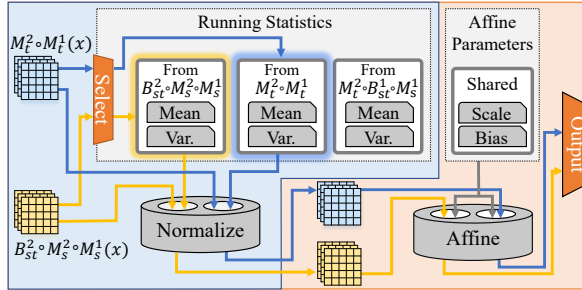 Running Statistics
Affine
Parameters
M_t^2∘M_t^1(x)
Select
From
B_st^2∘M_s^2∘M_s^1
Mean
Var.
From
M_t^2∘M_t^1
Mean
Var.
From
M_t^2∘B_st^1∘M_s^1
Mean
Var.
Shared
Scale
Bias
Output
B_st^2∘M_s^2∘M_s^1(x)
Normalize
Affine